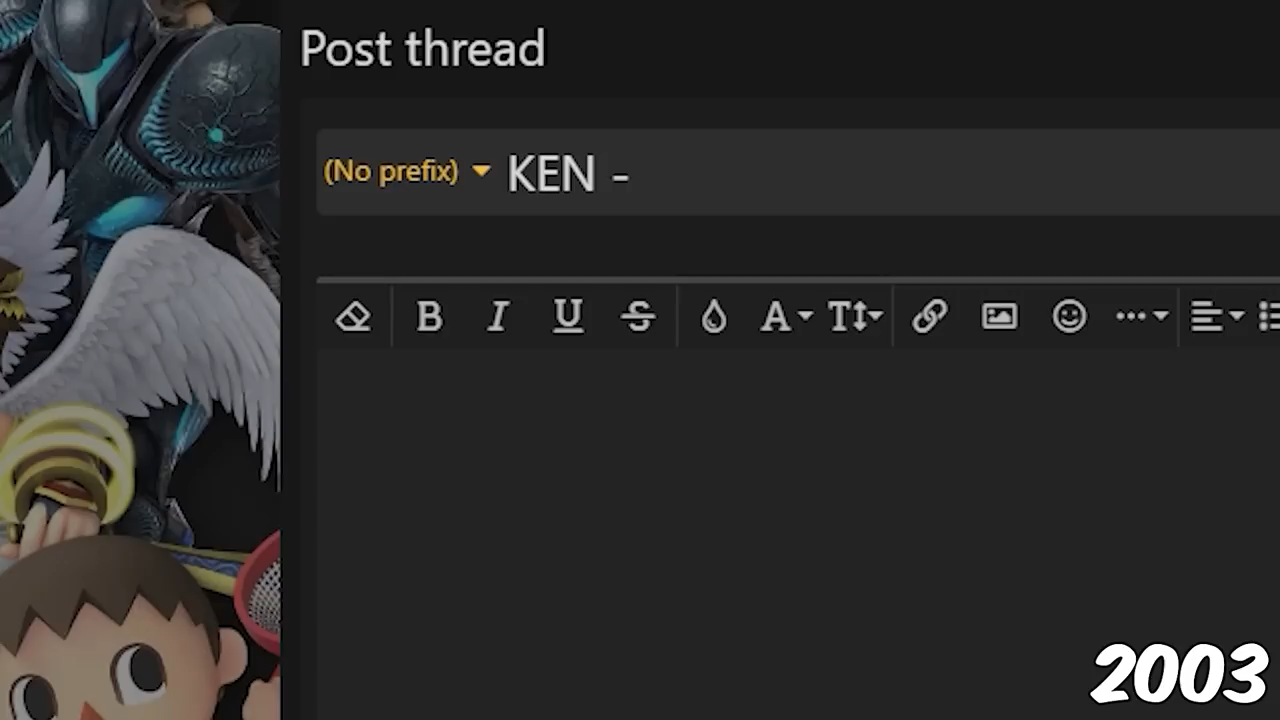 Post thread
(No prefix) KEN -
B I U S A T
2003